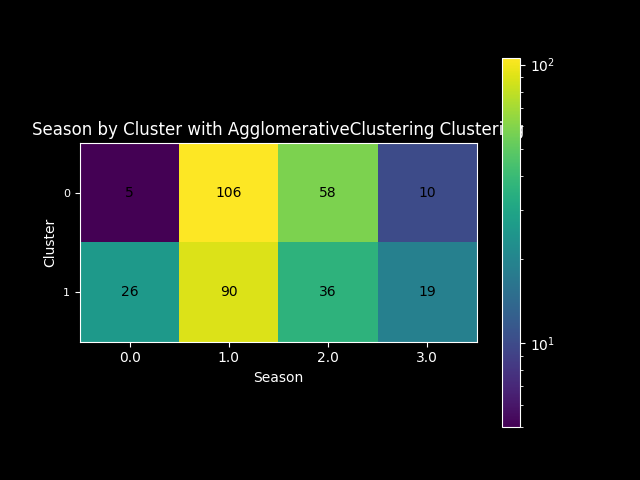 Season by Cluster with AgglomerativeClustering Clustering
10²
Cluster
0 5 106 58 10
1 26 90 36 19
10¹
0.0 1.0 2.0 3.0
Season